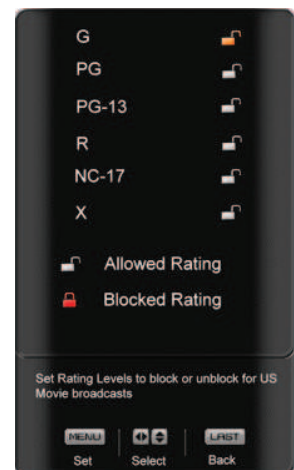 G
PG
PG-13
R
NC-17
X
Allowed Rating
Blocked Rating
Set Rating Levels to block or unblock for US
Movie broadcasts
MENU LAST
Set Select Back